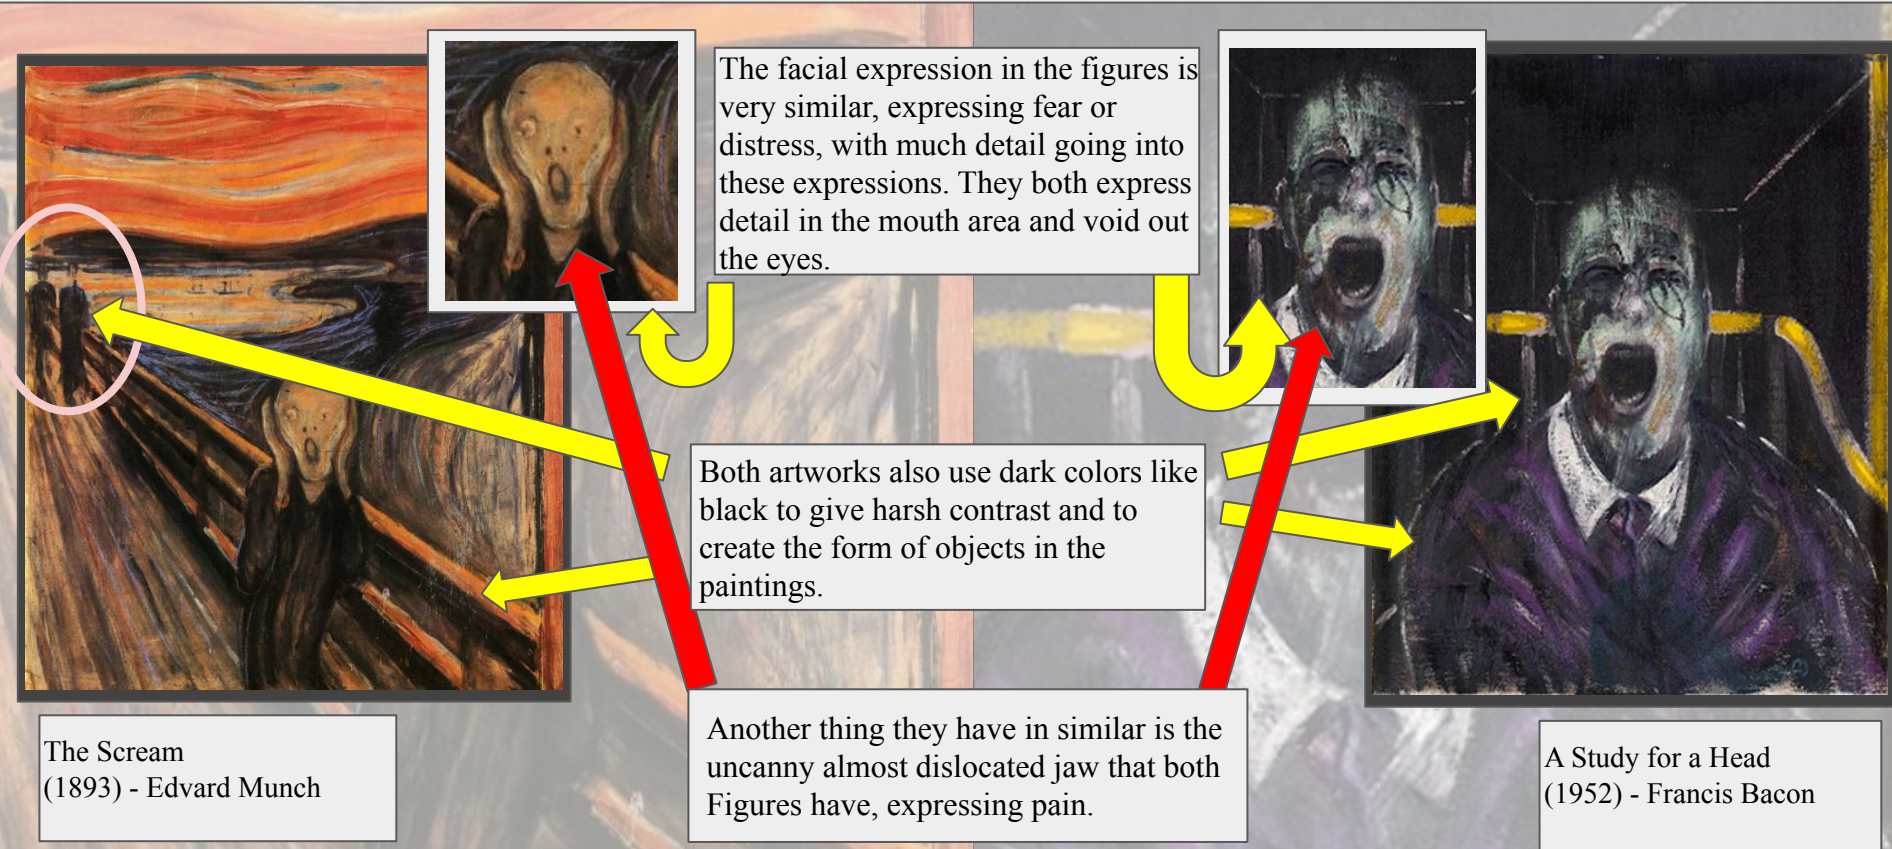 The facial expression in the figures is
very similar, expressing fear or
distress, with much detail going into
these expressions. They both express
detail in the mouth area and void out
the eyes.
Both artworks also use dark colors like
black to give harsh contrast and to
create the form of objects in the
paintings.
Another thing they have in similar is the
uncanny almost dislocated jaw that both
Figures have, expressing pain.
The Scream
(1893) - Edvard Munch
A Study for a Head
(1952) - Francis Bacon